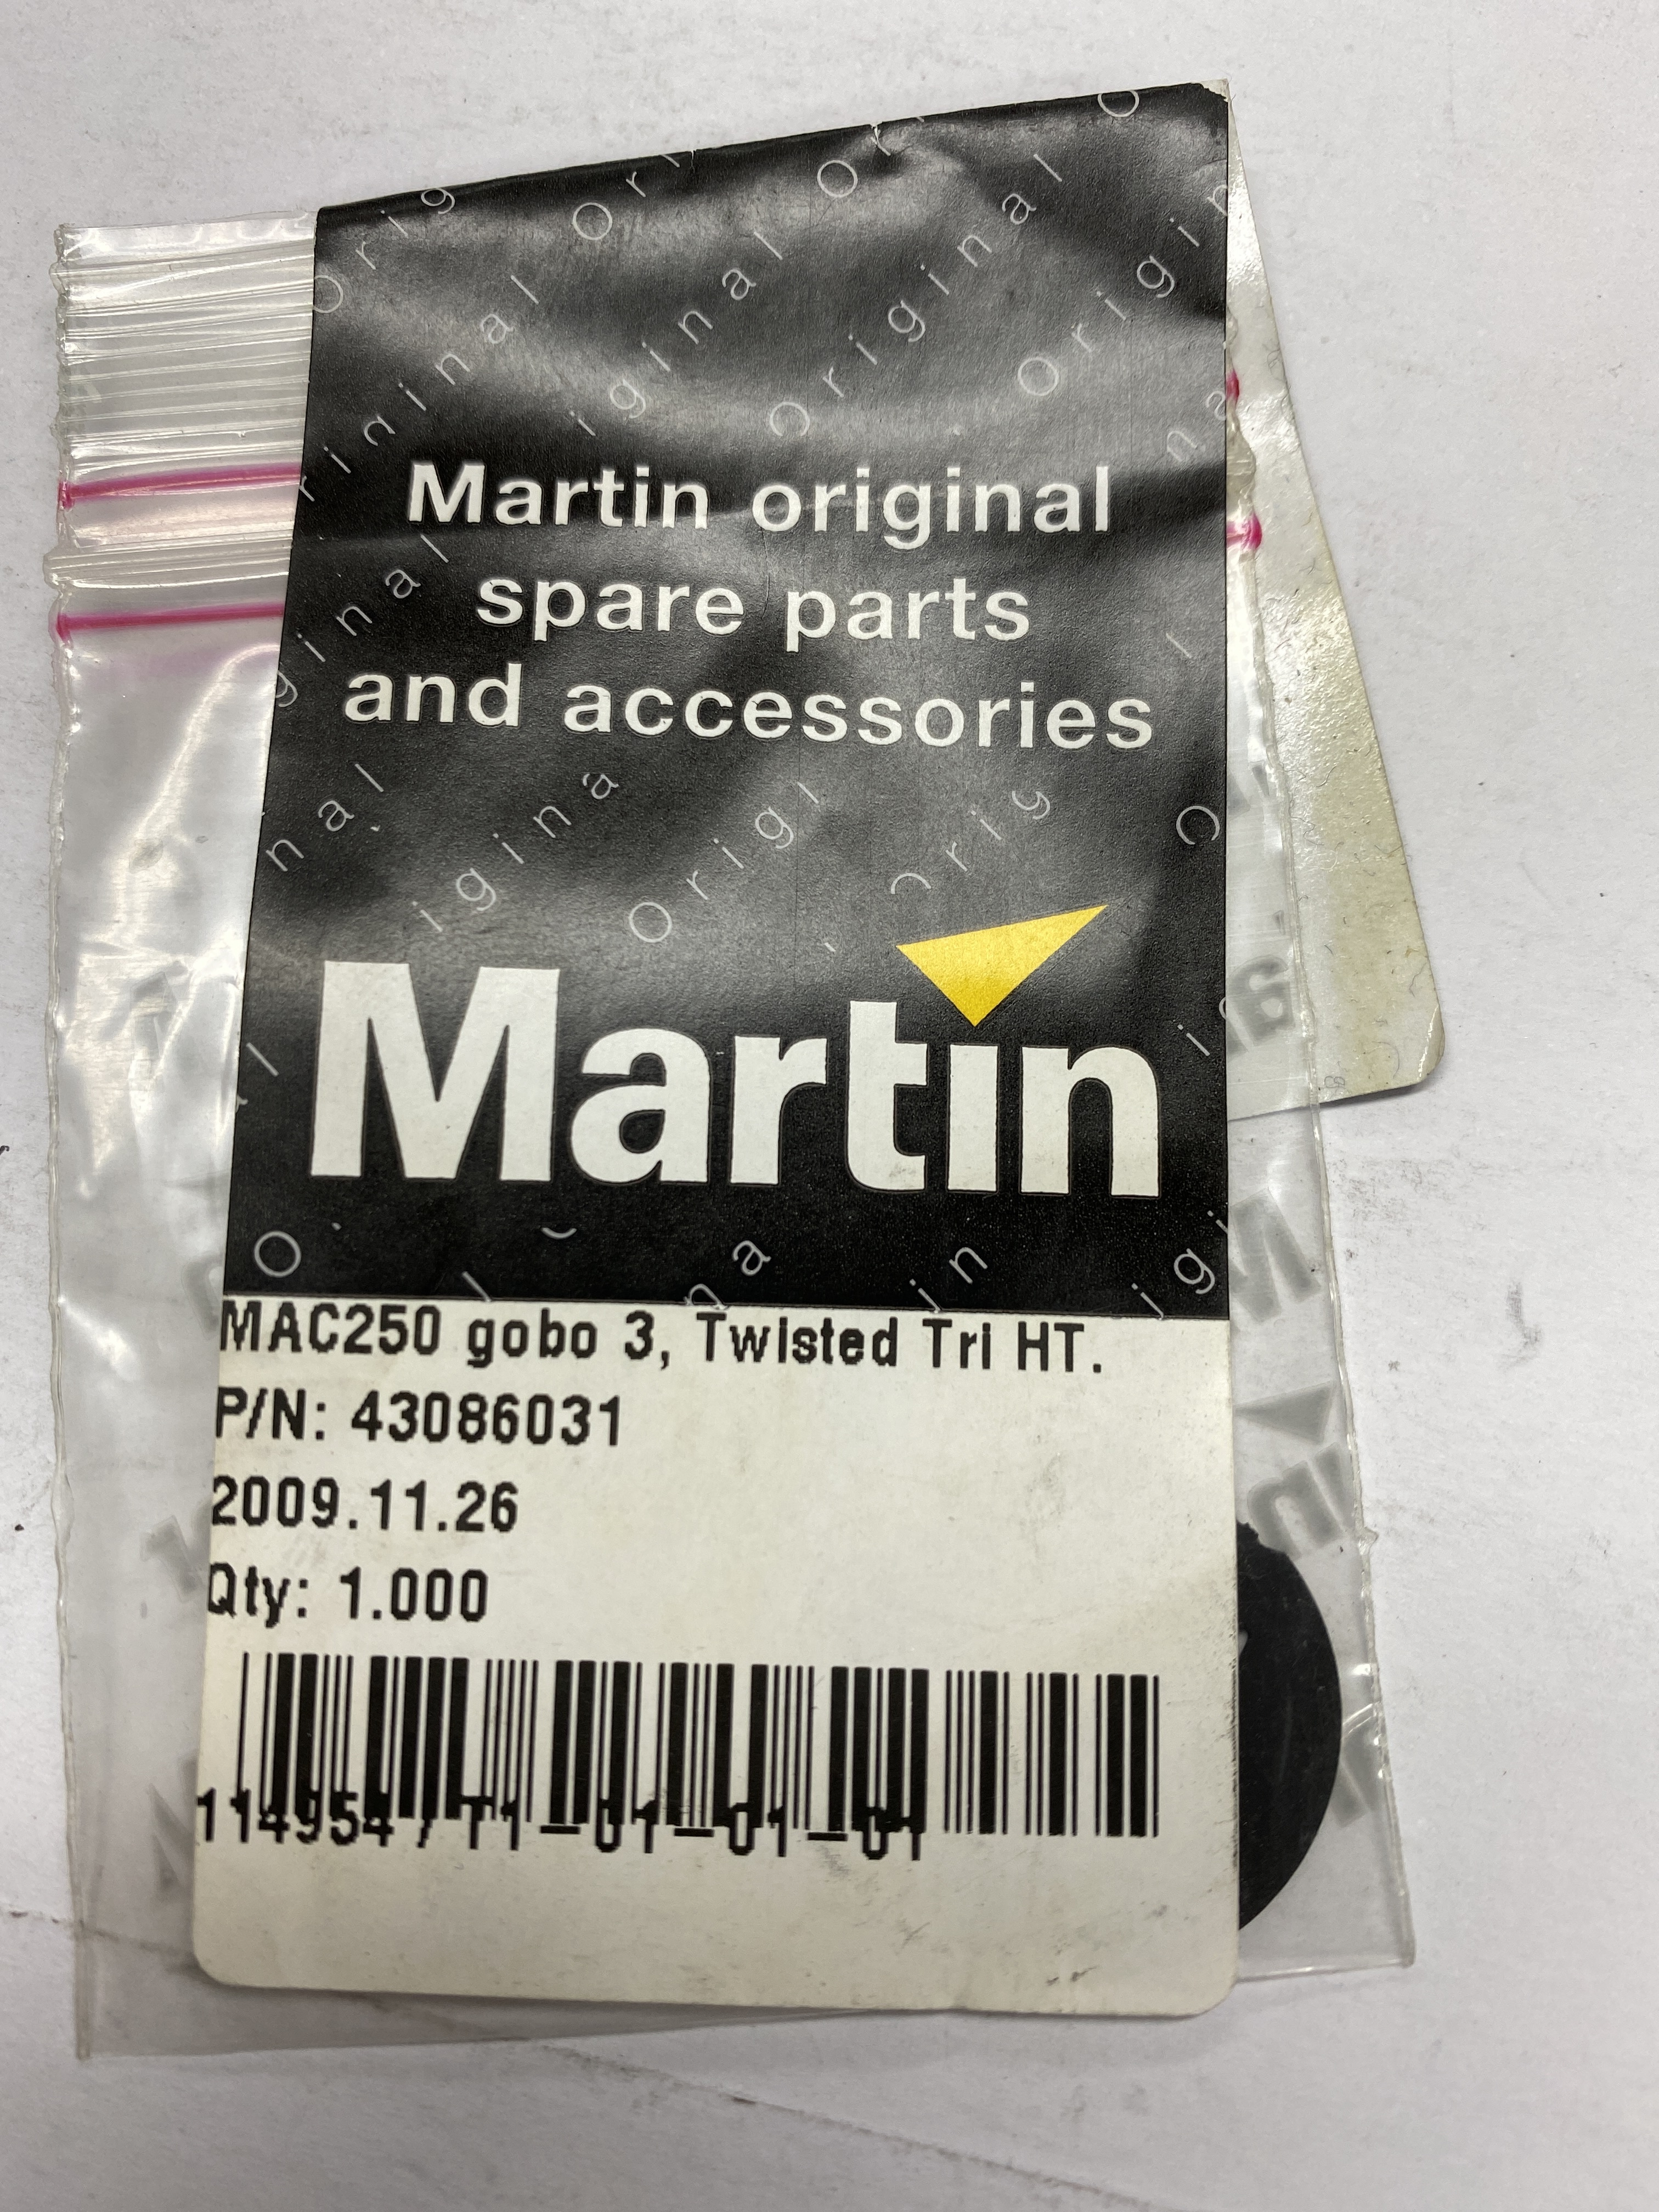 Martin original
spare parts
and accessories
Martin
MAC250 gobo 3, Twisted Tri HT.
P/N: 43086031
2009.11.26
Qty: 1.000
114954 / T1-01-01-01